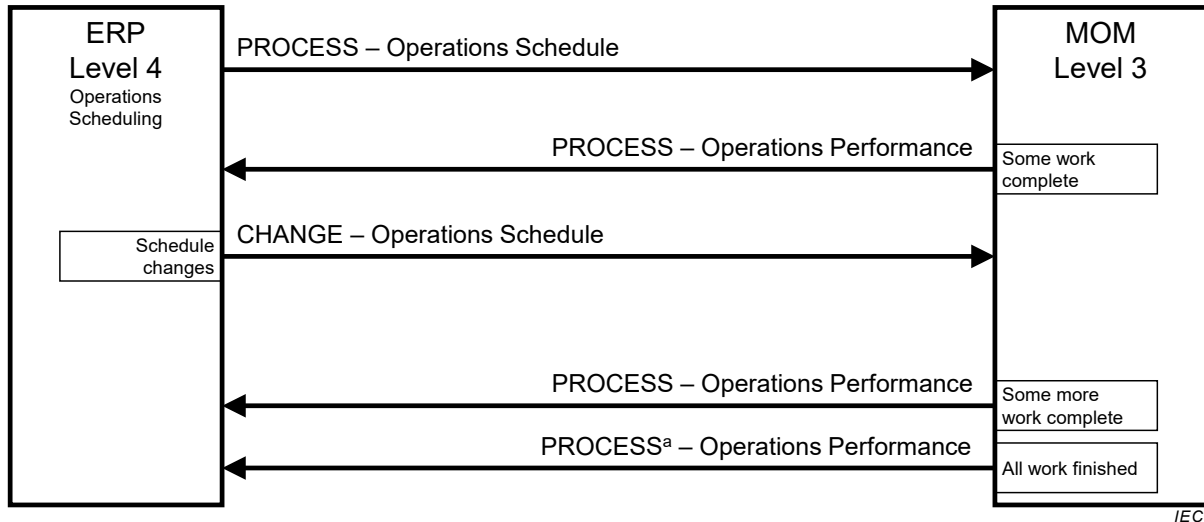 ERP
Level 4
Operations
Scheduling
MOM
Level 3
PROCESS – Operations Schedule
PROCESS – Operations Performance
Some work
complete
Schedule
changes
CHANGE – Operations Schedule
PROCESS – Operations Performance
Some more
work complete
PROCESSᵃ – Operations Performance
All work finished
IEC